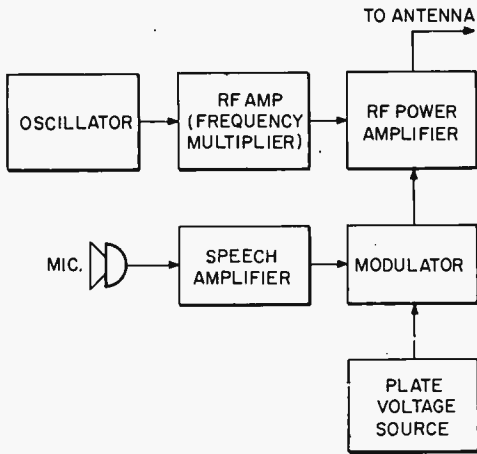 TO ANTENNA
OSCILLATOR
RF AMP
(FREQUENCY
MULTIPLIER)
RF POWER
AMPLIFIER
MIC.
SPEECH
AMPLIFIER
MODULATOR
PLATE
VOLTAGE
SOURCE